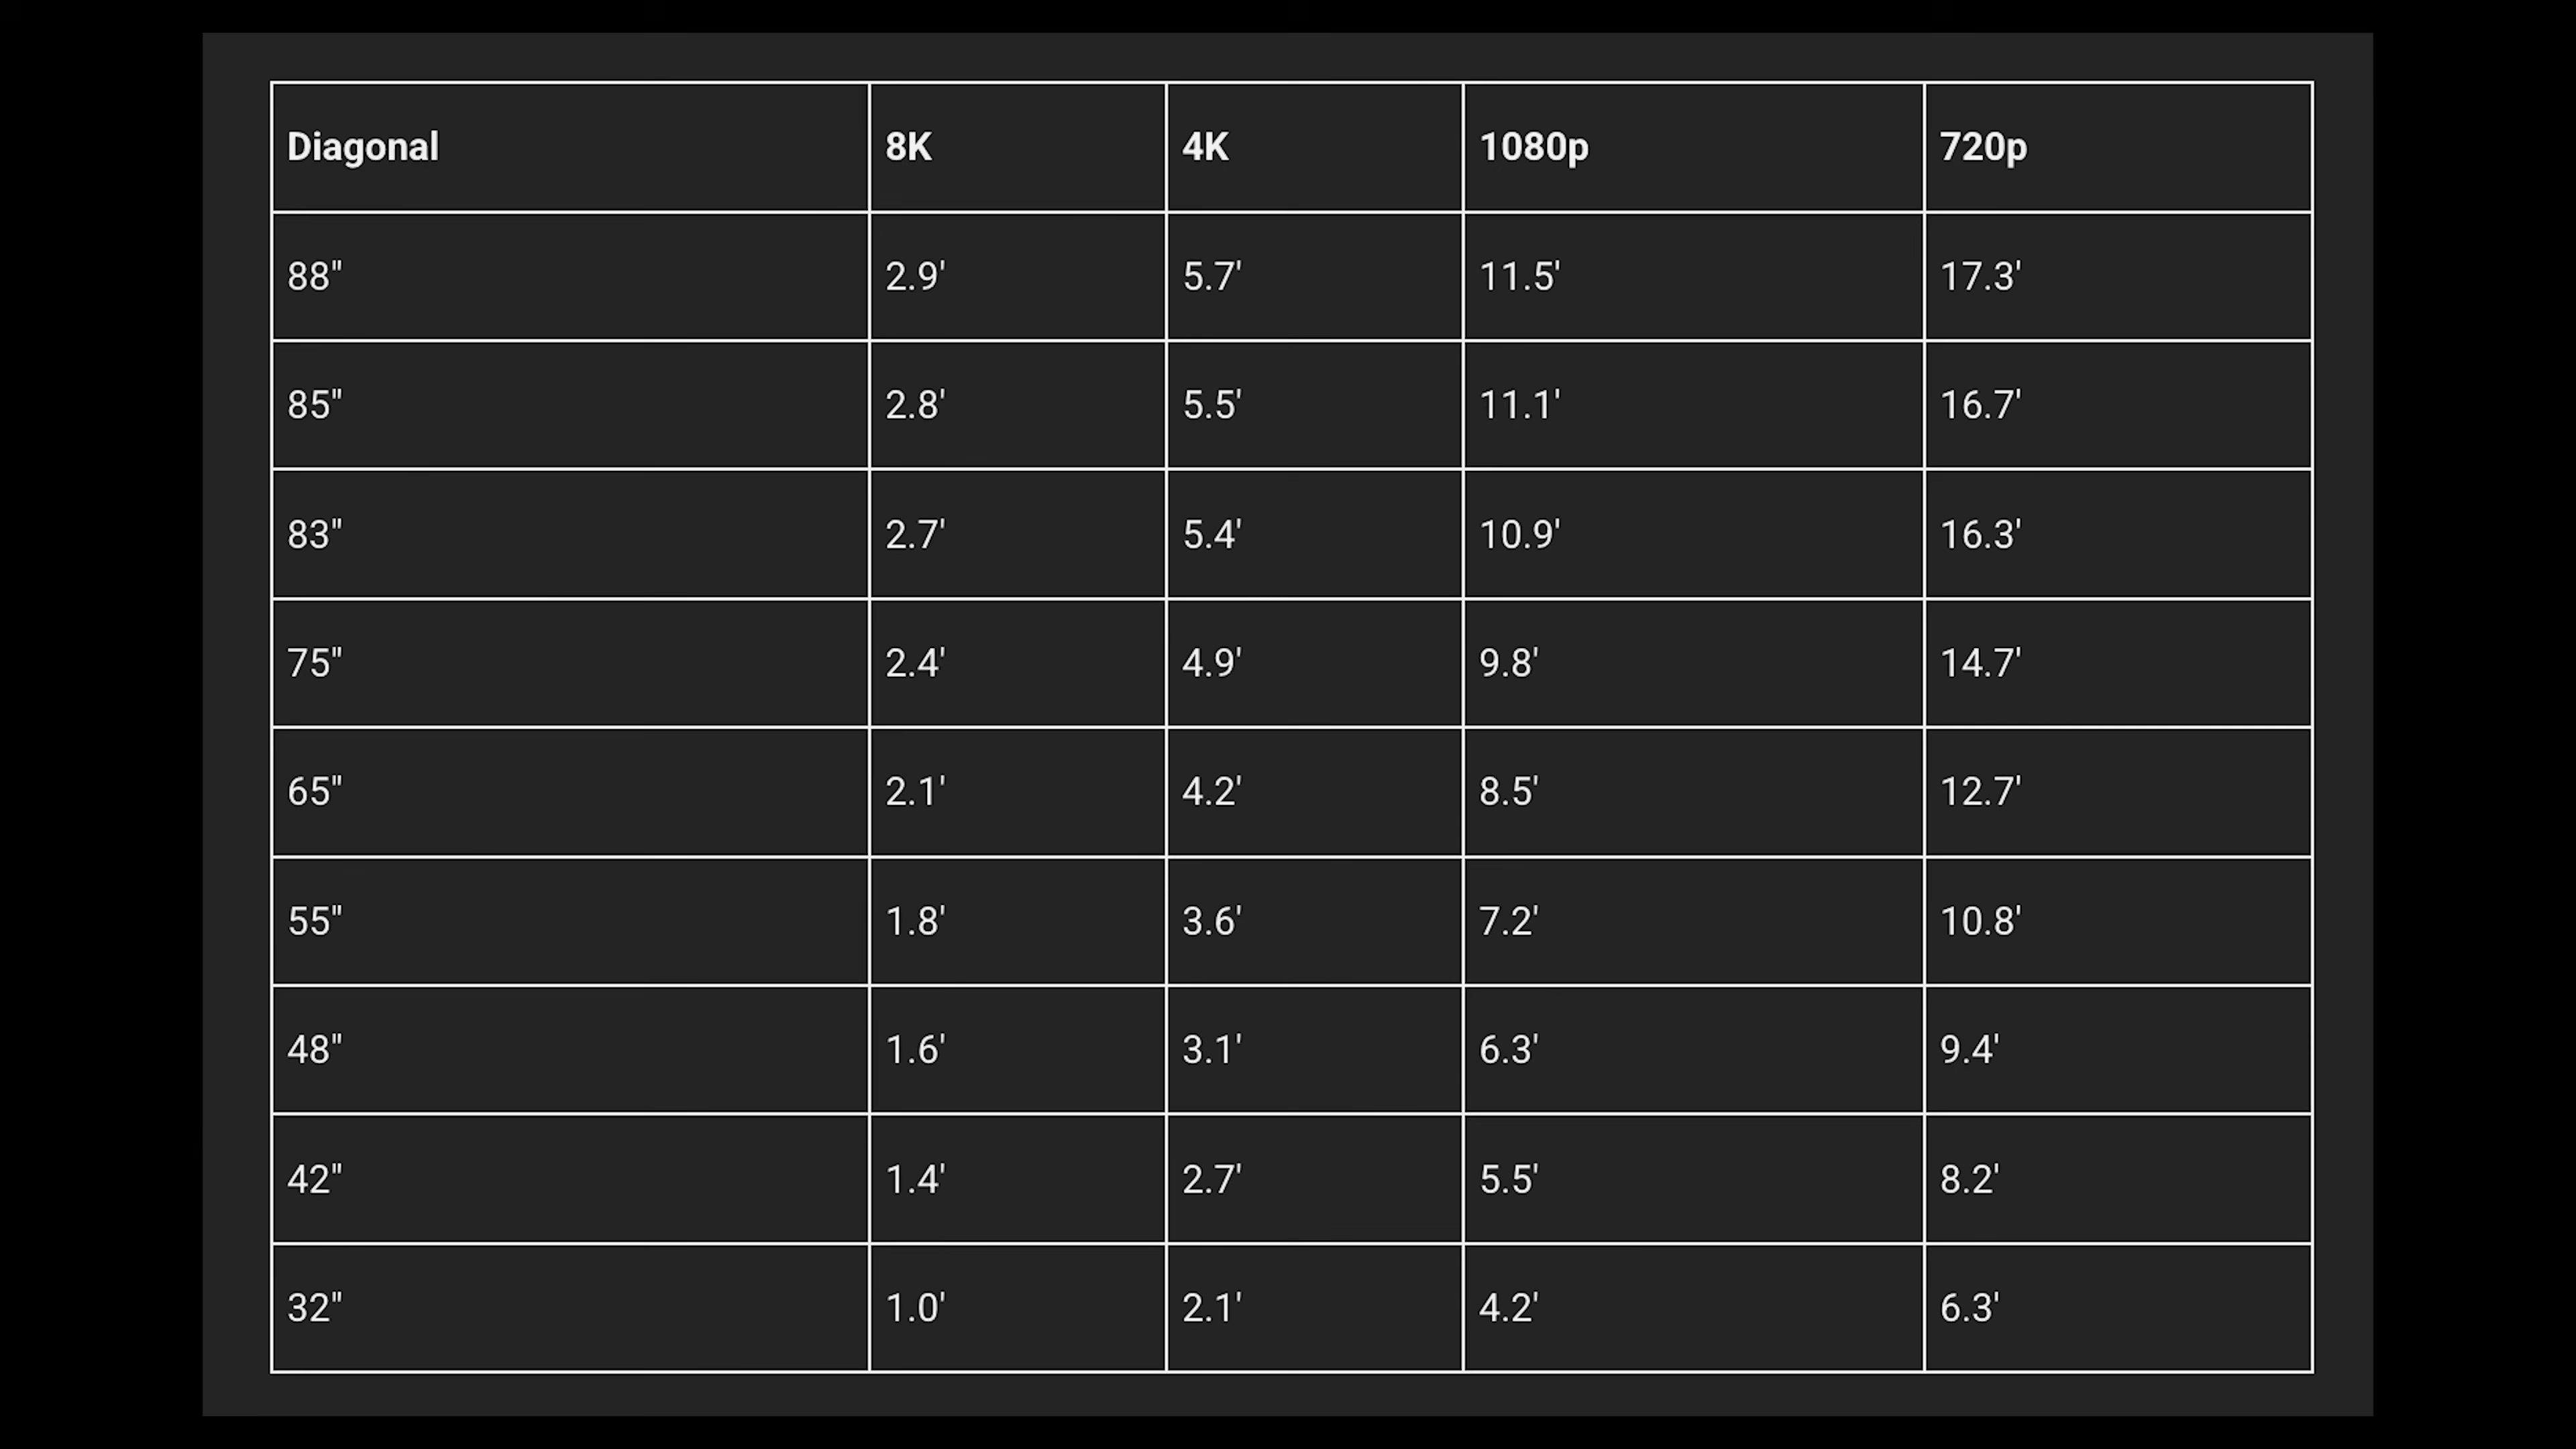 Diagonal 8K 4K 1080p 720p
88" 2.9' 5.7' 11.5' 17.3'
85" 2.8' 5.5' 11.1' 16.7'
83" 2.7' 5.4' 10.9' 16.3'
75" 2.4' 4.9' 9.8' 14.7'
65" 2.1' 4.2' 8.5' 12.7'
55" 1.8' 3.6' 7.2' 10.8'
48" 1.6' 3.1' 6.3' 9.4'
42" 1.4' 2.7' 5.5' 8.2'
32" 1.0' 2.1' 4.2' 6.3'